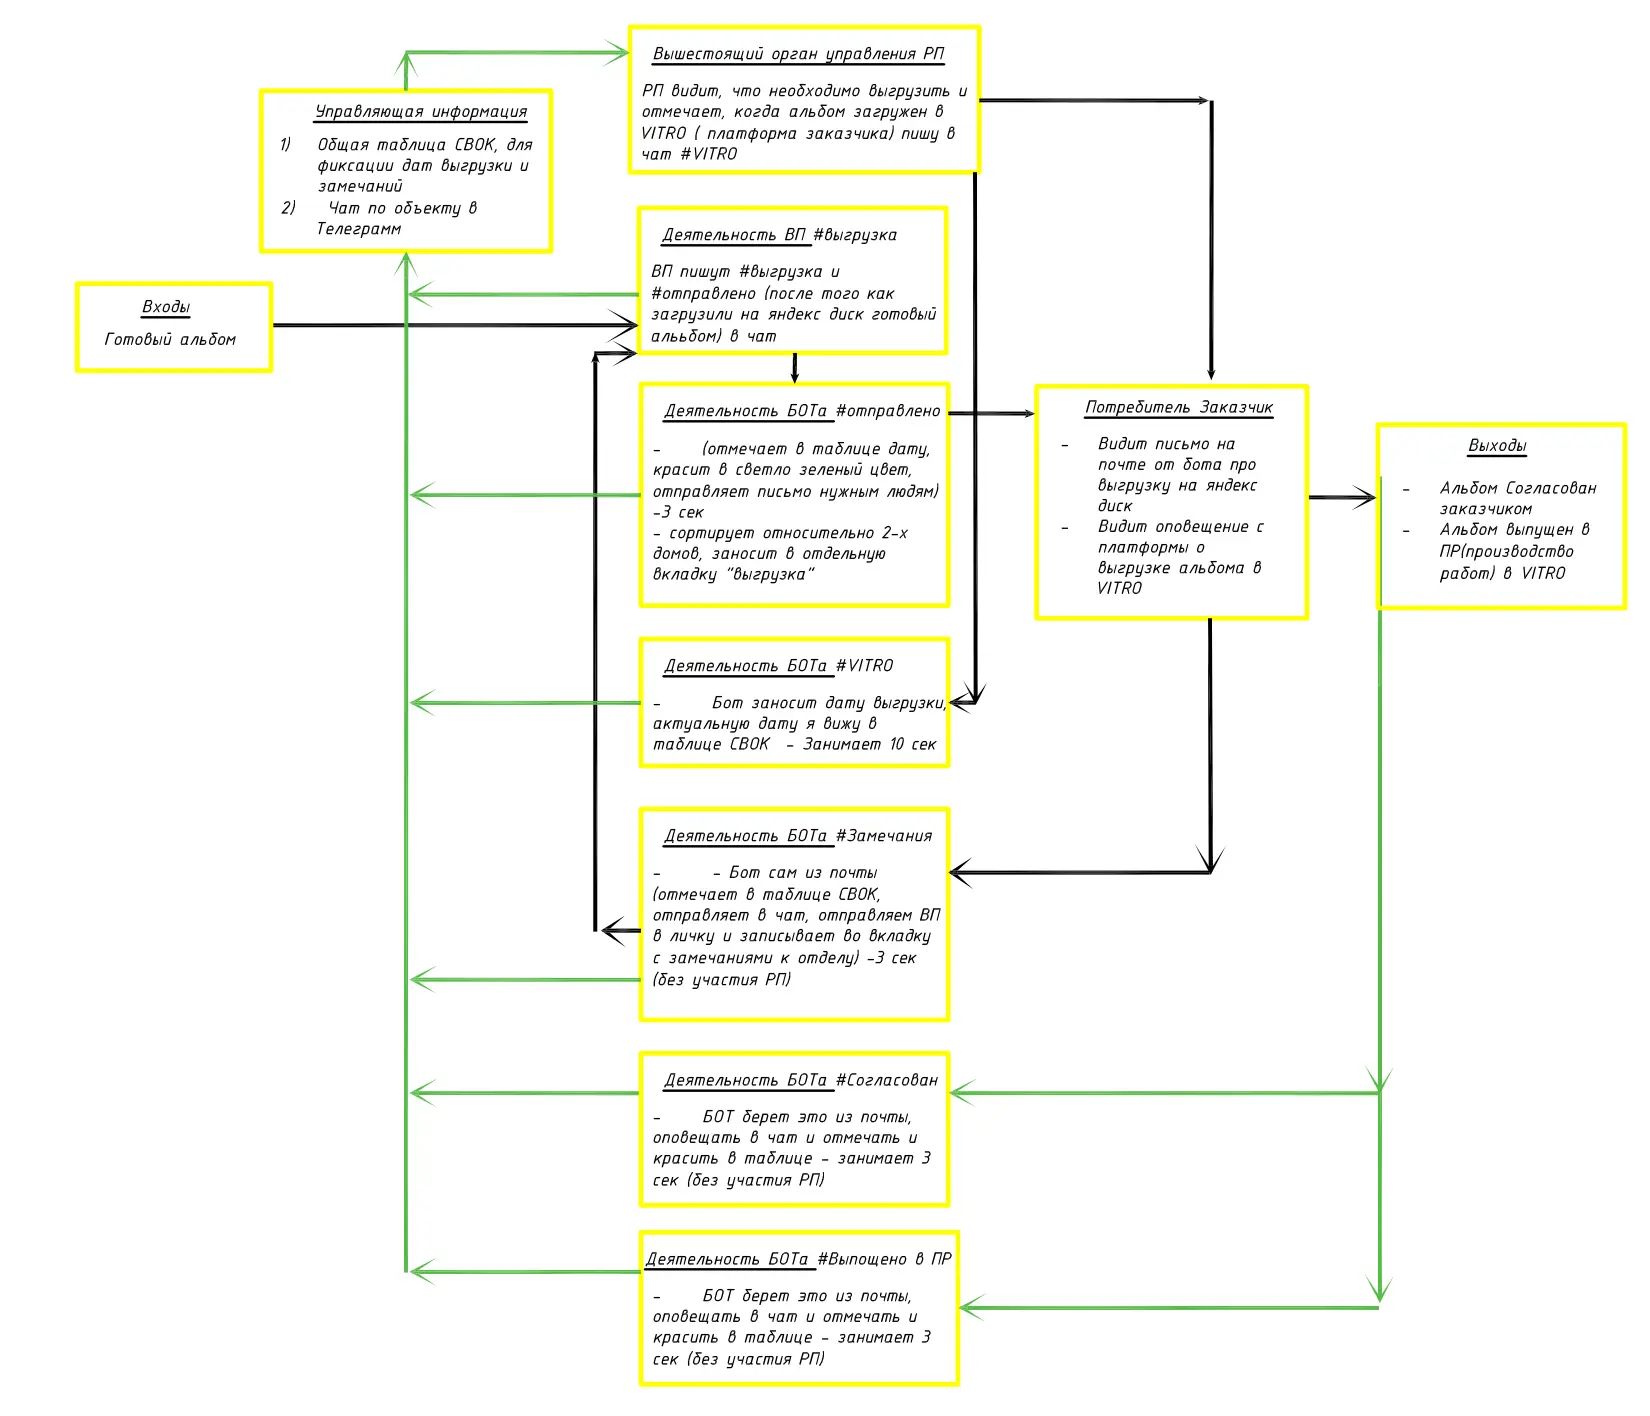 Вышестоящий орган управления РП
РП видит, что необходимо выгрузить и
отмечает, когда альбом загружен в
VITRO ( платформа заказчика) пишу в
чат #VITRO
Управляющая информация
1) Общая таблица СВОК, для
фиксации дат выгрузки и
замечаний
2) Чат по объекту в
Телеграмм
Деятельность ВП #выгрузка
ВП пишут #выгрузка и
#отправлено (после того как
загрузили на яндекс диск готовый
алььбом) в чат
Входы
Готовый альбом
Деятельность БОТа #отправлено
- (отмечает в таблице дату,
красит в светло зеленый цвет,
отправляет письмо нужным людям)
-3 сек
- сортирует относительно 2-х
домов, заносит в отдельную
вкладку "выгрузка"
Потребитель Заказчик
- Видит письмо на
почте от бота про
выгрузку на яндекс
диск
- Видит оповещение с
платформы о
выгрузке альбома в
VITRO
Выходы
- Альбом Согласован
заказчиком
- Альбом выпущен в
ПР(производство
работ) в VITRO
Деятельность БОТа #VITRO
- Бот заносит дату выгрузки,
актуальную дату я вижу в
таблице СВОК - Занимает 10 сек
Деятельность БОТа #Замечания
- - Бот сам из почты
(отмечает в таблице СВОК,
отправляет в чат, отправляем ВП
в личку и записывает во вкладку
с замечаниями к отделу) -3 сек
(без участия РП)
Деятельность БОТа #Согласован
- БОТ берет это из почты,
оповещать в чат и отмечать и
красить в таблице - занимает 3
сек (без участия РП)
Деятельность БОТа #Выпощено в ПР
- БОТ берет это из почты,
оповещать в чат и отмечать и
красить в таблице - занимает 3
сек (без участия РП)